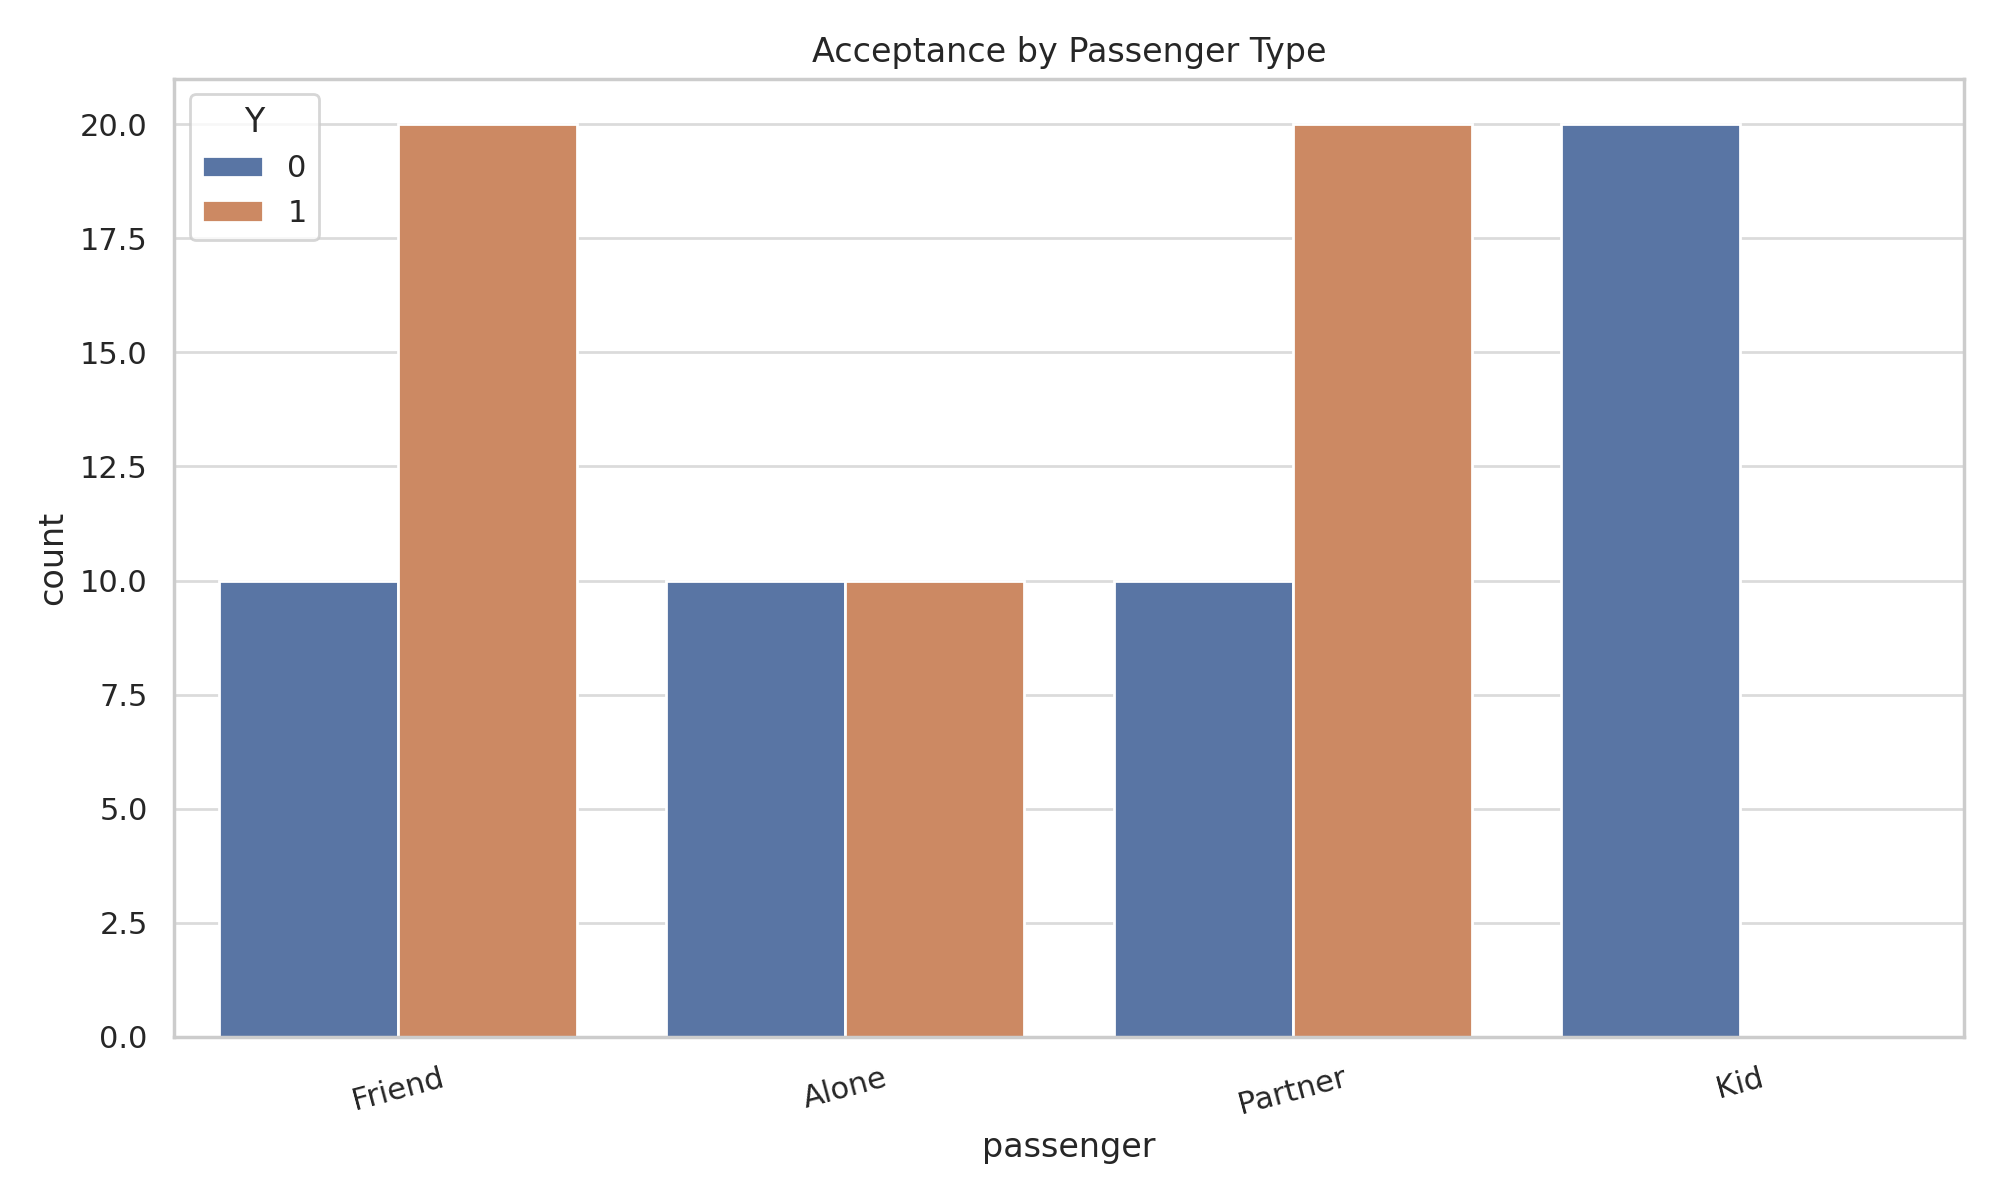 Acceptance by Passenger Type
Y
0
1
20.0
17.5
15.0
12.5
10.0
7.5
5.0
2.5
0.0
count
Friend
Alone
Partner
Kid
passenger